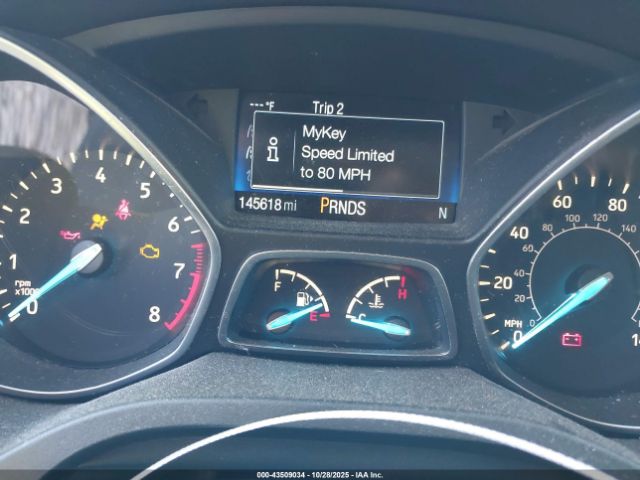 --- °F Trip 2
MyKey
Speed Limited
to 80 MPH
145618 mi PRNDS N
0 1 2 3 4 5 6 7 8
rpm
F E
C H
MPH
0 20 40 60 80
0 20 40 60 80 100 120 140
000-43509034 | 10/28/2025 | IAA Inc.